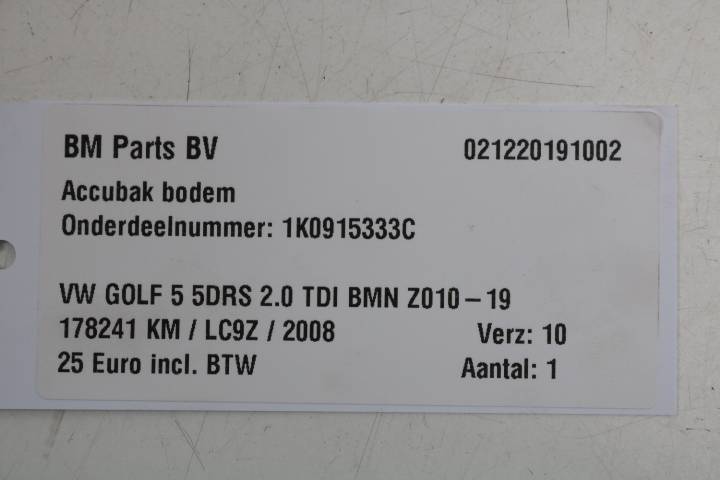 BM Parts BV 021220191002
Accubak bodem
Onderdeelnummer: 1K0915333C
VW GOLF 5 5DRS 2.0 TDI BMN Z010-19
178241 KM / LC9Z / 2008 Verz: 10
25 Euro incl. BTW Aantal: 1